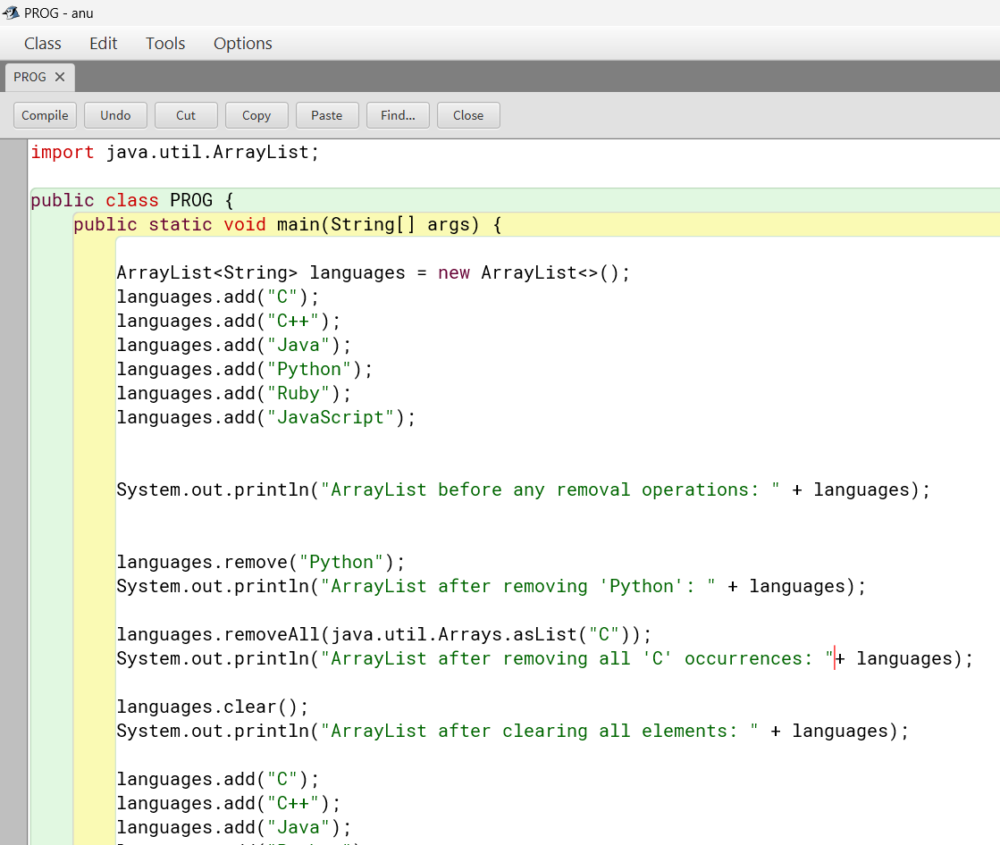 PROG - anu
Class Edit Tools Options
PROG ✕
Compile Undo Cut Copy Paste Find... Close
import java.util.ArrayList;
public class PROG {
public static void main(String[] args) {
ArrayList<String> languages = new ArrayList<>();
languages.add("C");
languages.add("C++");
languages.add("Java");
languages.add("Python");
languages.add("Ruby");
languages.add("JavaScript");
System.out.println("ArrayList before any removal operations: " + languages);
languages.remove("Python");
System.out.println("ArrayList after removing 'Python': " + languages);
languages.removeAll(java.util.Arrays.asList("C"));
System.out.println("ArrayList after removing all 'C' occurrences: "+ languages);
languages.clear();
System.out.println("ArrayList after clearing all elements: " + languages);
languages.add("C");
languages.add("C++");
languages.add("Java");